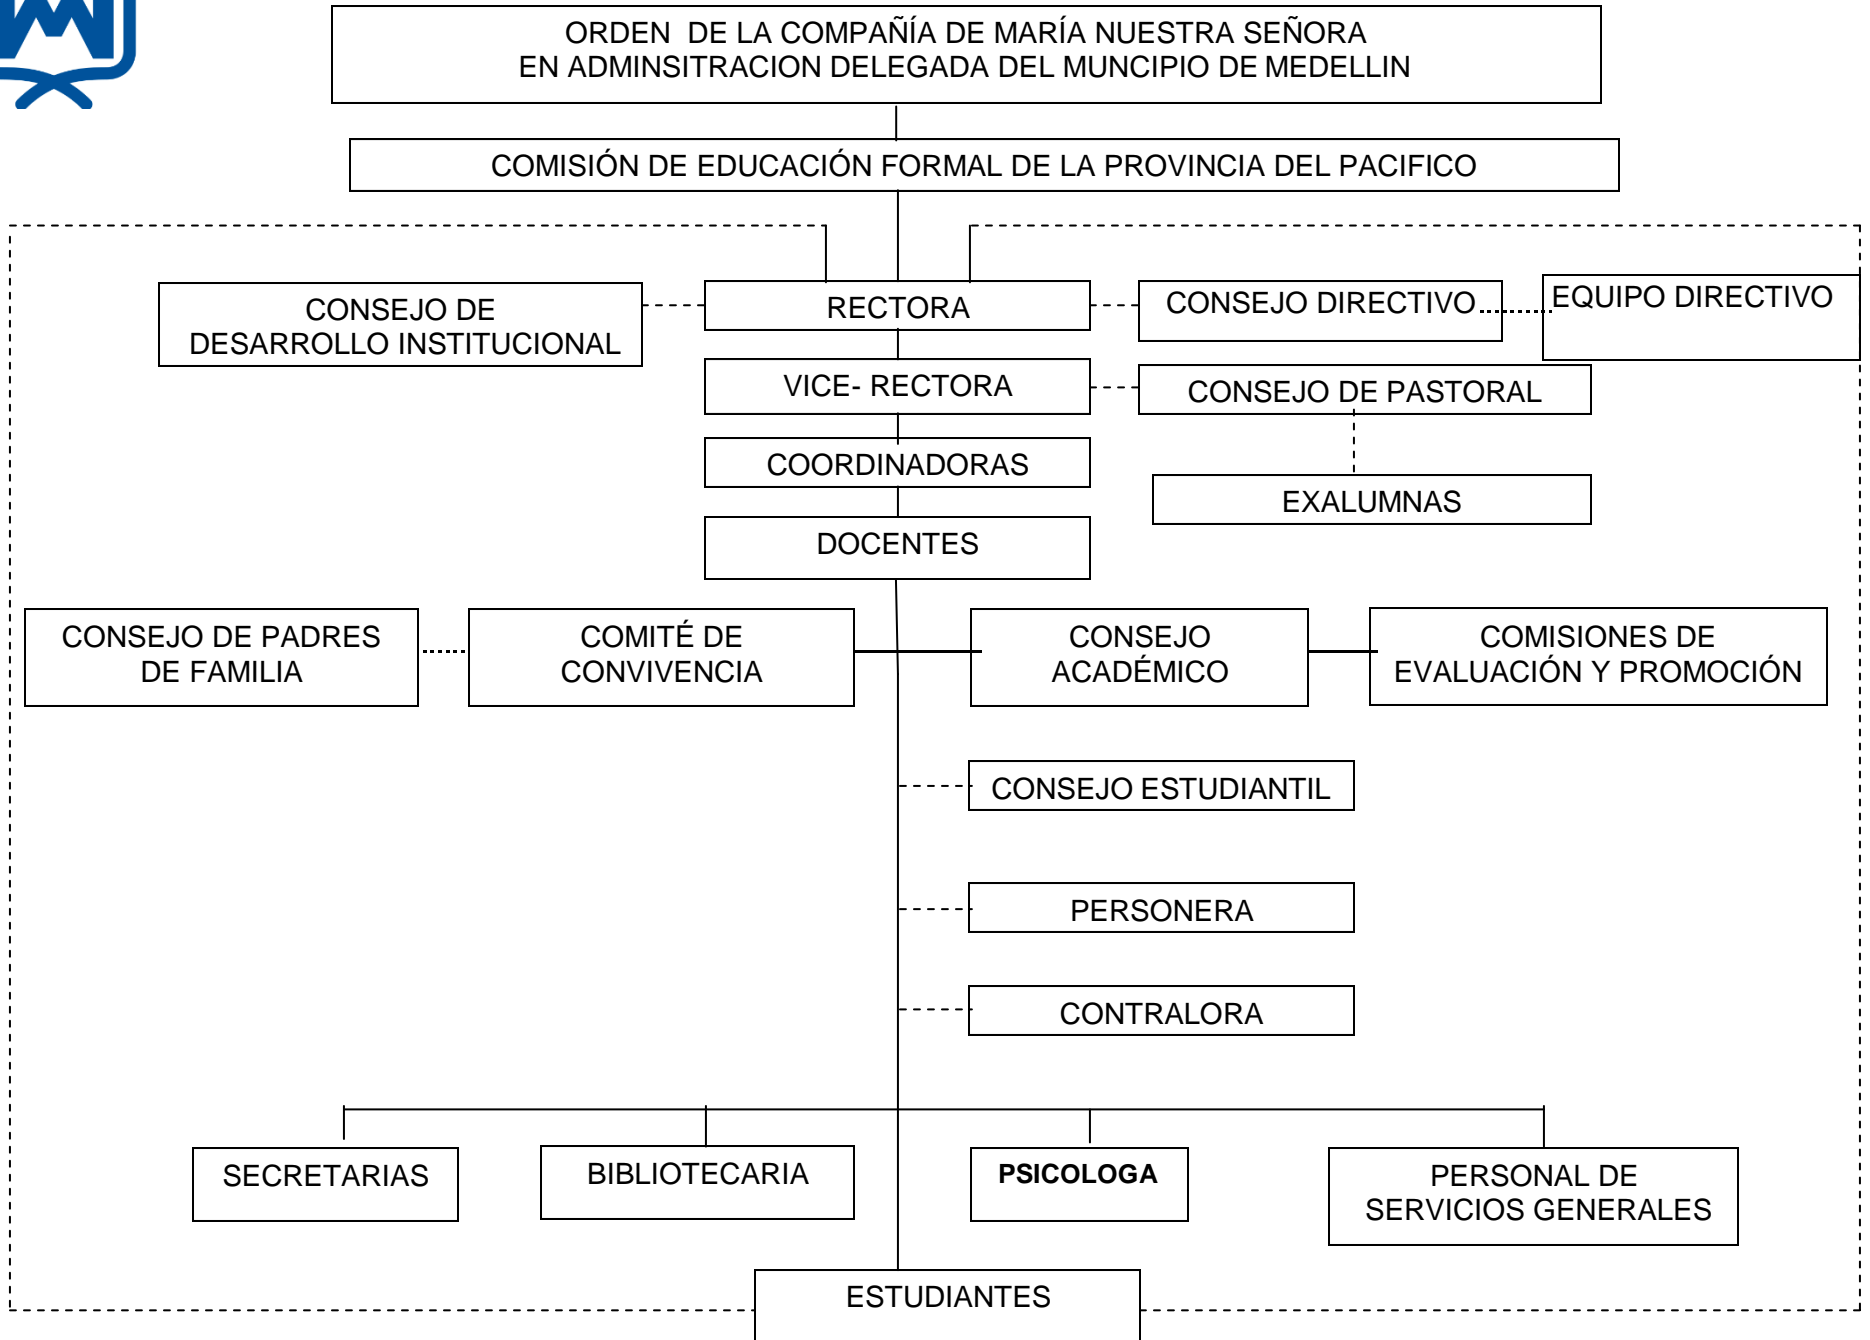 ORDEN DE LA COMPAÑÍA DE MARÍA NUESTRA SEÑORA
EN ADMINSITRACION DELEGADA DEL MUNCIPIO DE MEDELLIN
COMISIÓN DE EDUCACIÓN FORMAL DE LA PROVINCIA DEL PACIFICO
CONSEJO DE
DESARROLLO INSTITUCIONAL
RECTORA
CONSEJO DIRECTIVO
EQUIPO DIRECTIVO
VICE- RECTORA
CONSEJO DE PASTORAL
COORDINADORAS
EXALUMNAS
DOCENTES
CONSEJO DE PADRES
DE FAMILIA
COMITÉ DE
CONVIVENCIA
CONSEJO
ACADÉMICO
COMISIONES DE
EVALUACIÓN Y PROMOCIÓN
CONSEJO ESTUDIANTIL
PERSONERA
CONTRALORA
SECRETARIAS
BIBLIOTECARIA
PSICOLOGA
PERSONAL DE
SERVICIOS GENERALES
ESTUDIANTES